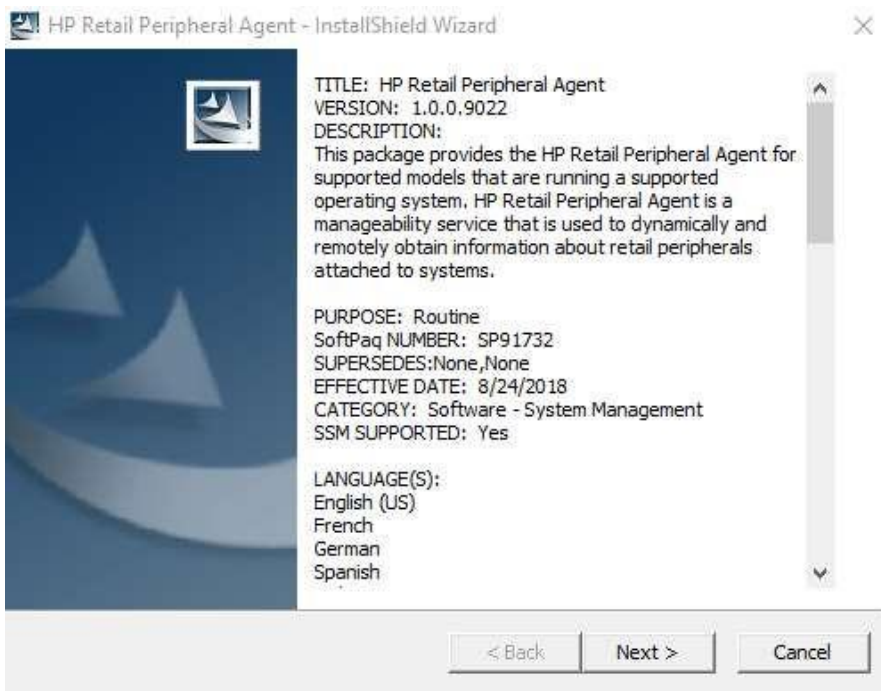 HP Retail Peripheral Agent - InstallShield Wizard
TITLE: HP Retail Peripheral Agent
VERSION: 1.0.0.9022
DESCRIPTION:
This package provides the HP Retail Peripheral Agent for
supported models that are running a supported
operating system. HP Retail Peripheral Agent is a
manageability service that is used to dynamically and
remotely obtain information about retail peripherals
attached to systems.
PURPOSE: Routine
SoftPaq NUMBER: SP91732
SUPERSEDES:None,None
EFFECTIVE DATE: 8/24/2018
CATEGORY: Software - System Management
SSM SUPPORTED: Yes
LANGUAGE(S):
English (US)
French
German
Spanish
< Back
Next >
Cancel